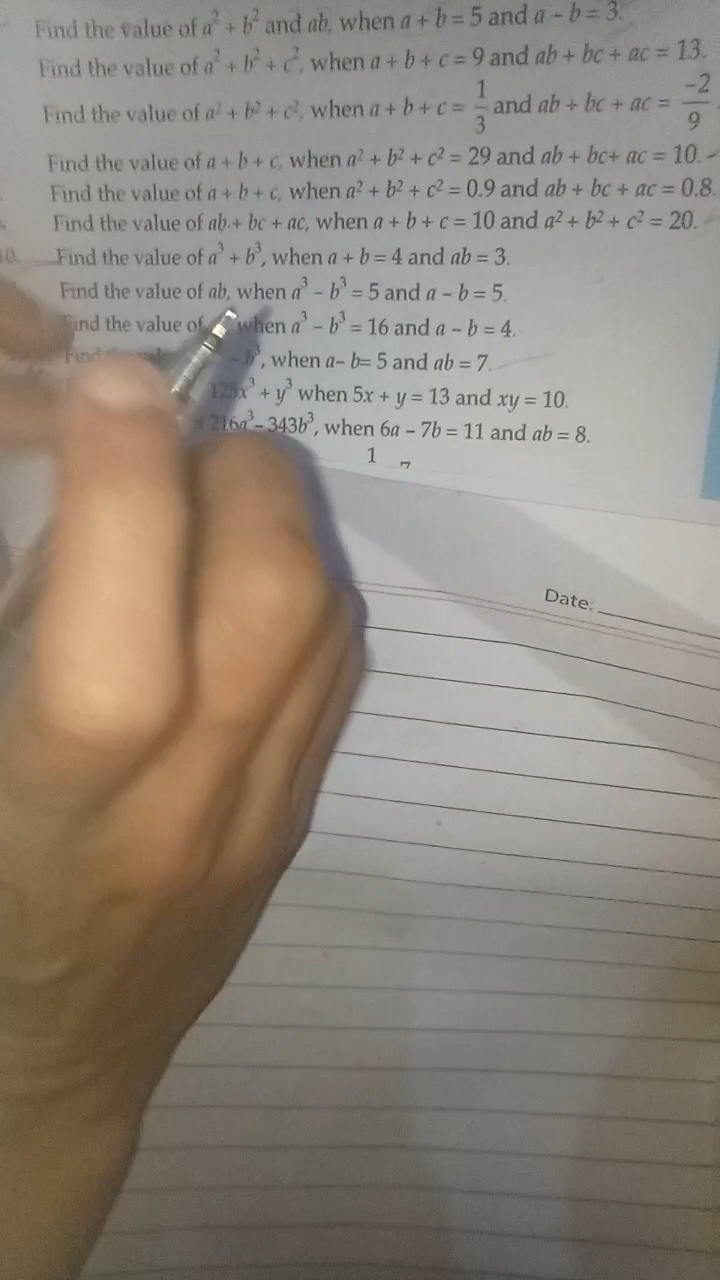 Find the value of a² + b² and ab, when a + b = 5 and a - b = 3.
Find the value of a² + b² + c², when a + b + c = 9 and ab + bc + ac = 13.
Find the value of a² + b² + c², when a + b + c = 1/3 and ab + bc + ac = -2/9
Find the value of a + b + c, when a² + b² + c² = 29 and ab + bc+ ac = 10.
Find the value of a + b + c, when a² + b² + c² = 0.9 and ab + bc + ac = 0.8.
Find the value of ab + bc + ac, when a + b + c = 10 and a² + b² + c² = 20.
Find the value of a³ + b³, when a + b = 4 and ab = 3.
Find the value of ab, when a³ - b³ = 5 and a - b = 5.
Find the value of when a³ - b³ = 16 and a - b = 4.
Find - b³, when a- b= 5 and ab = 7.
125x³ + y³ when 5x + y = 13 and xy = 10.
216a³ - 343b³, when 6a - 7b = 11 and ab = 8.
1
Date: